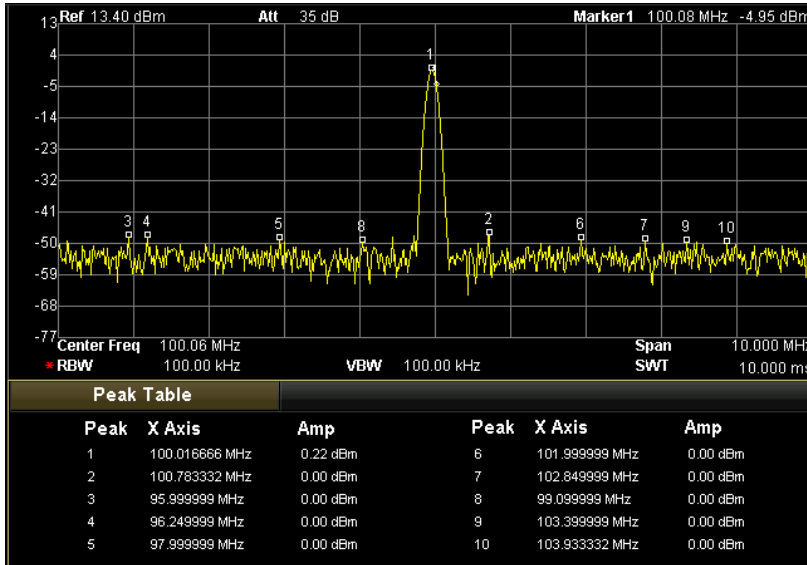 Ref 13.40 dBm Att 35 dB Marker1 100.08 MHz -4.95 dBm
13
4
-5
-14
-23
-32
-41
-50
-59
-68
-77
1
3 4 5 8 2 6 7 9 10
Center Freq 100.06 MHz Span 10.000 MHz
*RBW 100.00 kHz VBW 100.00 kHz SWT 10.000 ms
Peak Table
Peak X Axis Amp Peak X Axis Amp
1 100.016666 MHz 0.22 dBm 6 101.999999 MHz 0.00 dBm
2 100.783332 MHz 0.00 dBm 7 102.849999 MHz 0.00 dBm
3 95.999999 MHz 0.00 dBm 8 99.099999 MHz 0.00 dBm
4 96.249999 MHz 0.00 dBm 9 103.399999 MHz 0.00 dBm
5 97.999999 MHz 0.00 dBm 10 103.933332 MHz 0.00 dBm